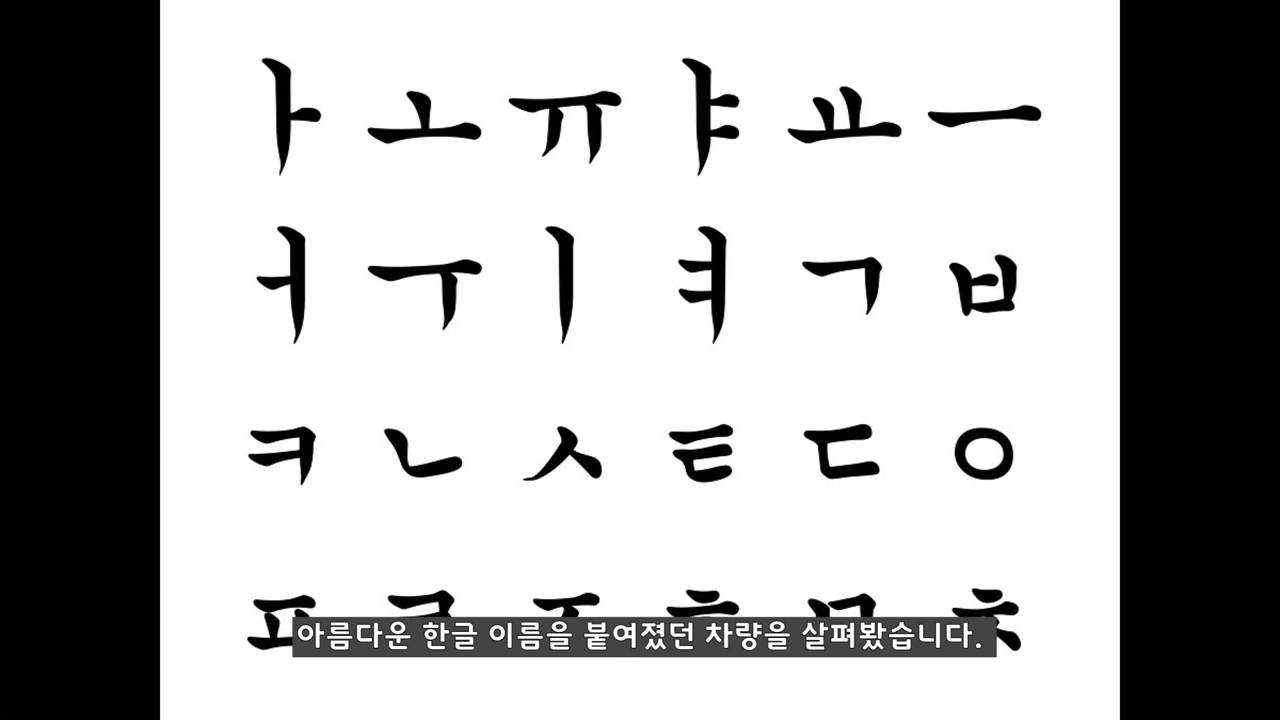 ㅏ ㅗ ㅠ ㅑ ㅛ ㅡ
ㅓ ㅜ ㅣ ㅕ ㄱ ㅂ
ㅋ ㄴ ㅅ ㅌ ㄷ ㅇ
ㅍ ㄹ ㅈ ㅎ ㅁ ㅊ
아름다운 한글 이름을 붙여졌던 차량을 살펴봤습니다.